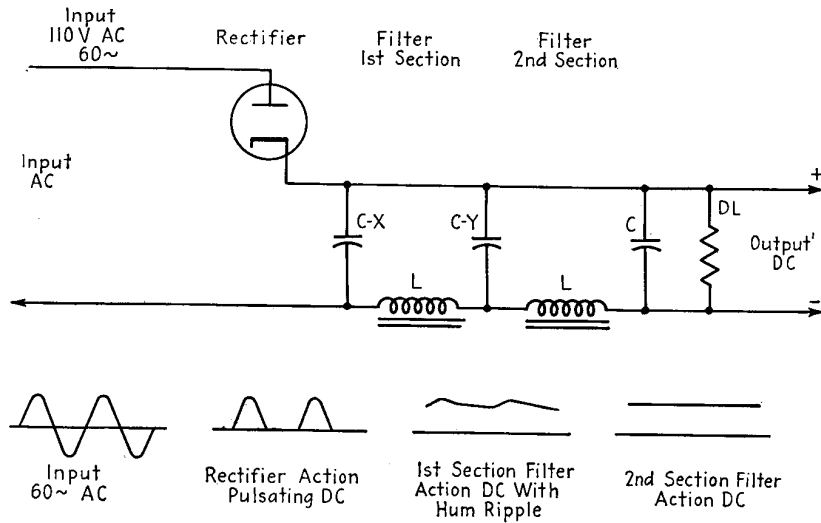 Input
110V AC
60~
Rectifier
Filter
1st Section
Filter
2nd Section
Input
AC
C-X
C-Y
C
DL
+
Output'
DC
L
L
−
Input
60~ AC
Rectifier Action
Pulsating DC
1st Section Filter
Action DC With
Hum Ripple
2nd Section Filter
Action DC